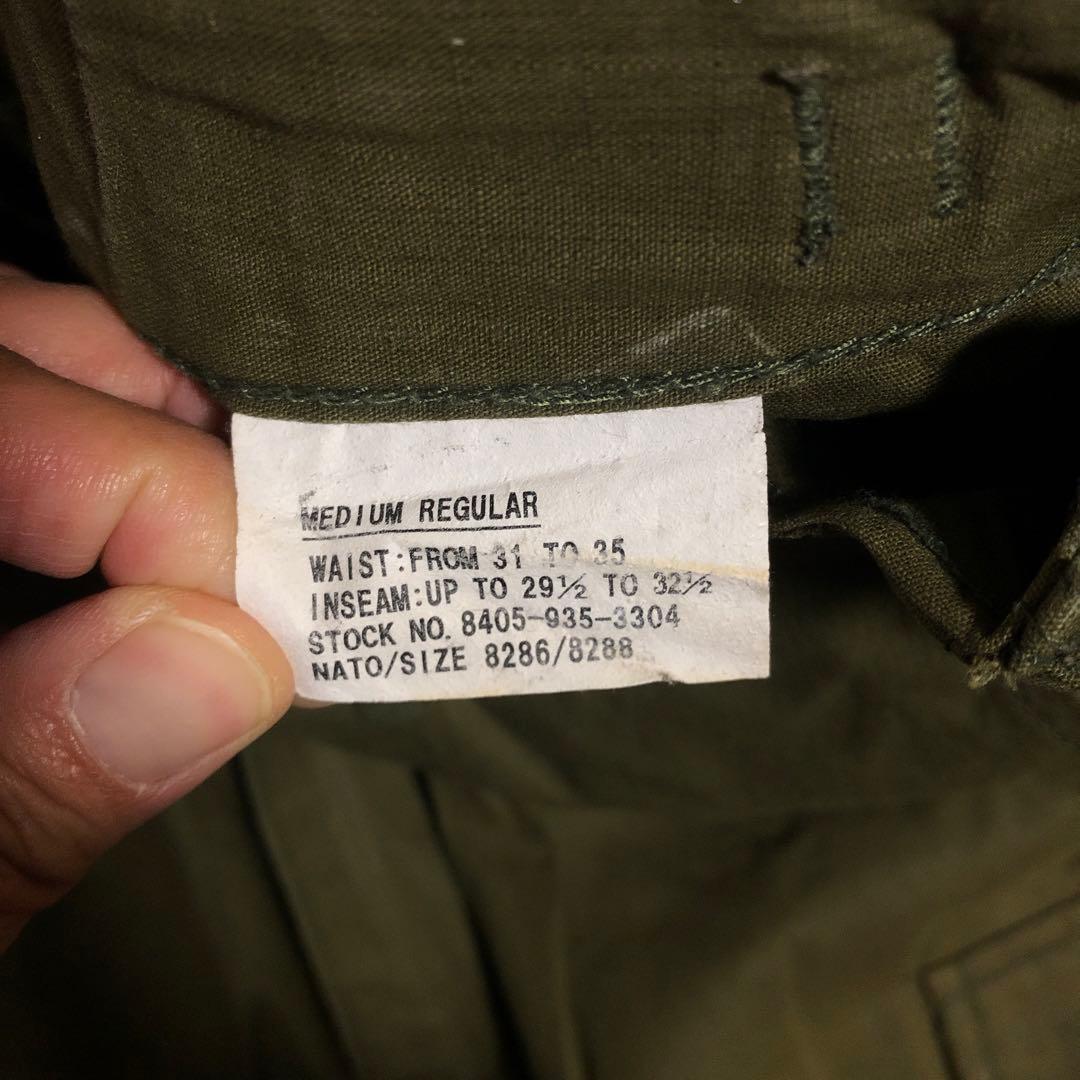 MEDIUM REGULAR
WAIST:FROM 31 TO 35
INSEAM:UP TO 29½ TO 32½
STOCK NO. 8405-935-3304
NATO/SIZE 8286/8288